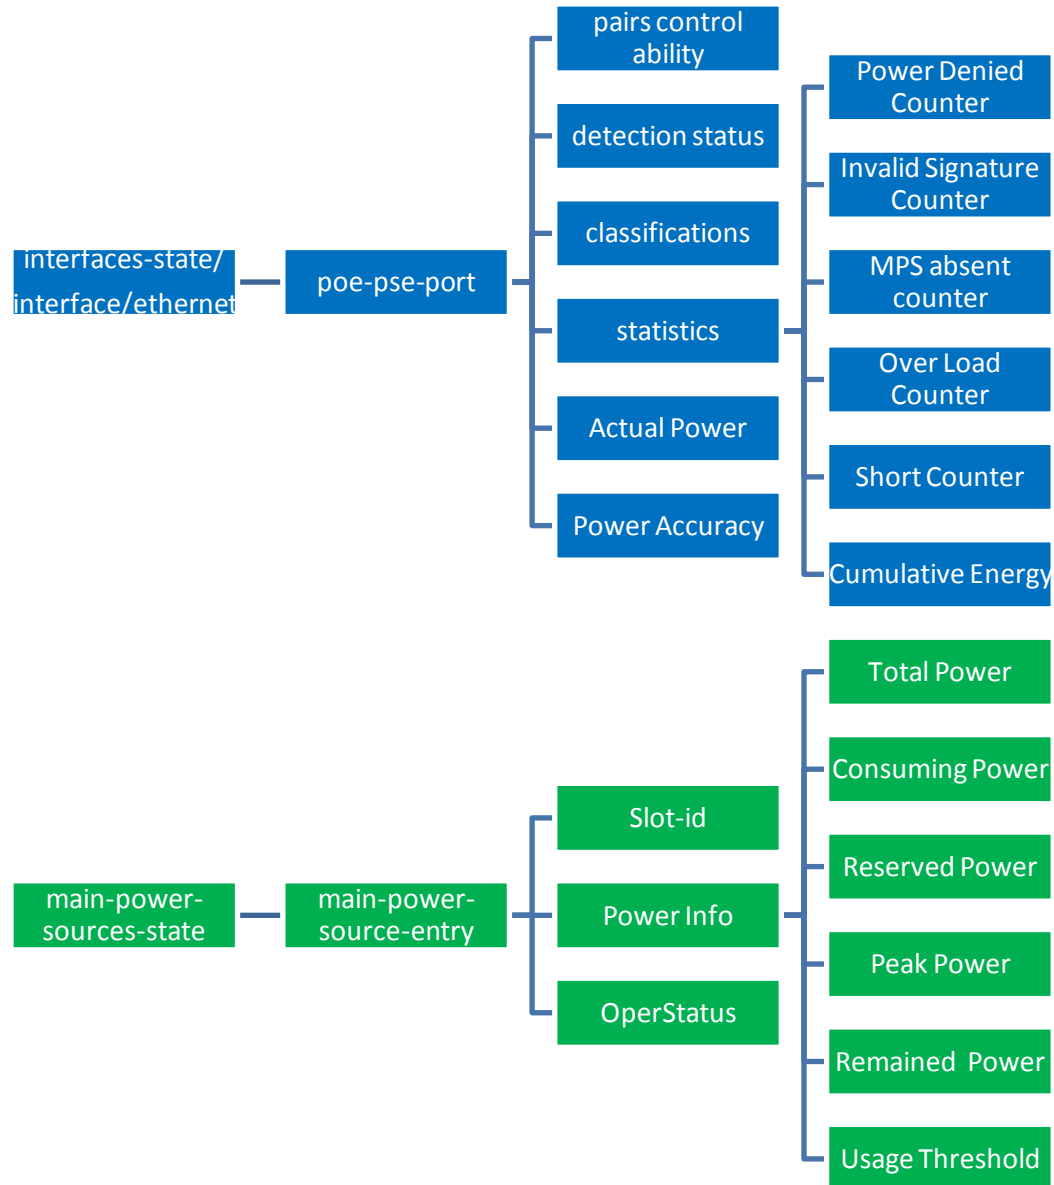 pairs control
ability
Power Denied
Counter
detection status
Invalid Signature
Counter
classifications
interfaces-state/
interface/ethernet
poe-pse-port
MPS absent
counter
statistics
Over Load
Counter
Actual Power
Short Counter
Power Accuracy
Cumulative Energy
Total Power
Consuming Power
Slot-id
Reserved Power
main-power-
sources-state
main-power-
source-entry
Power Info
Peak Power
OperStatus
Remained Power
Usage Threshold